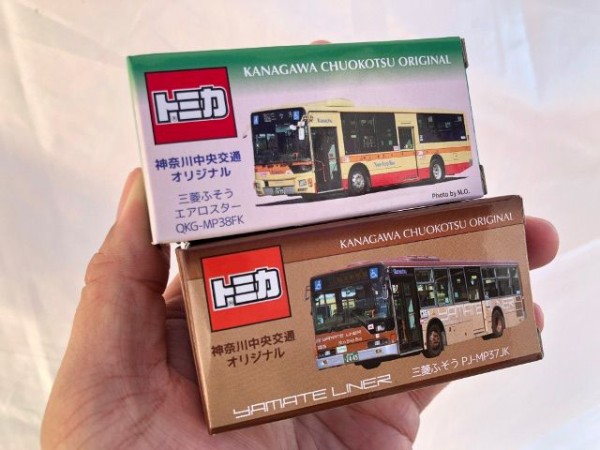 KANAGAWA CHUOKOTSU ORIGINAL
トミカ
神奈川中央交通
オリジナル
三菱ふそう
エアロスター
QKG-MP38FK
Photo by N.O.
KANAGAWA CHUOKOTSU ORIGINAL
トミカ
神奈川中央交通
オリジナル
YAMATE LINER
三菱ふそう PJ-MP37JK